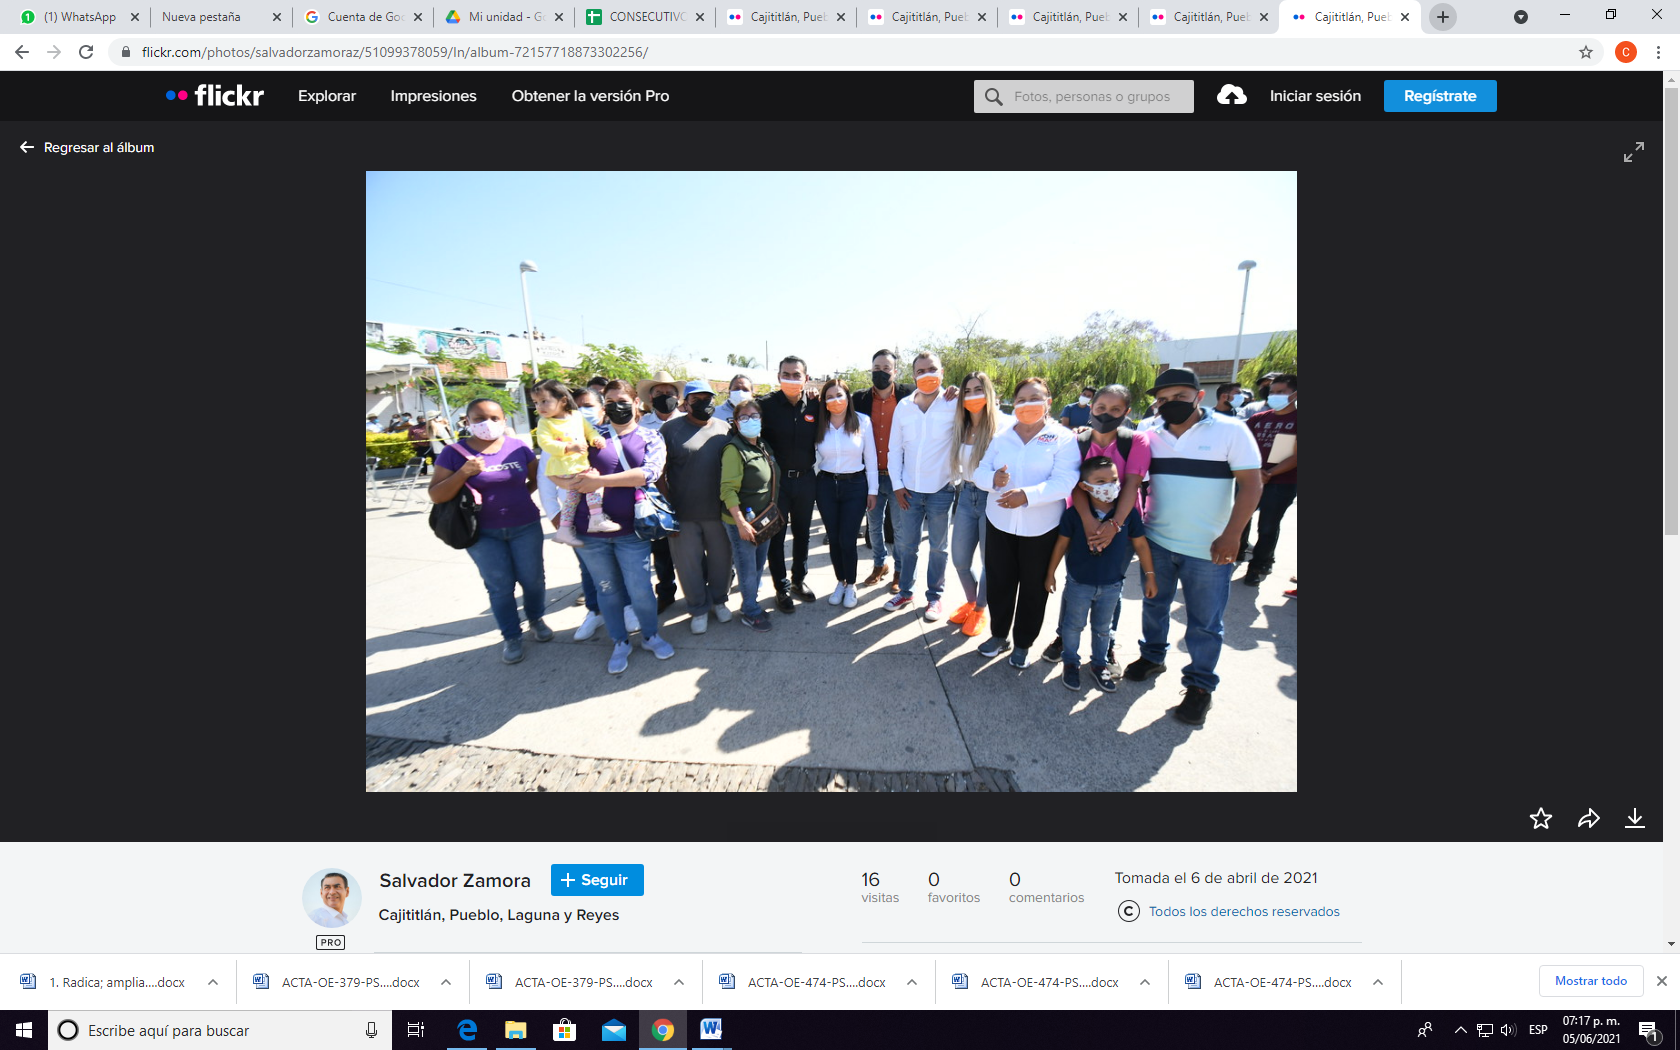 (1) WhatsApp
Nueva pestaña
Cuenta de Goo
Mi unidad - Go
CONSECUTIVO
Cajititlán, Pueb
Cajititlán, Pueb
Cajititlán, Pueb
Cajititlán, Pueb
Cajititlán, Pueb
flickr.com/photos/salvadorzamoraz/51099378059/in/album-72157718873302256/
C
flickr
Explorar
Impresiones
Obtener la versión Pro
Fotos, personas o grupos
Iniciar sesión
Regístrate
Regresar al álbum
AERO
Salvador Zamora
+ Seguir
Cajititlán, Pueblo, Laguna y Reyes
PRO
16
visitas
0
favoritos
0
comentarios
Tomada el 6 de abril de 2021
Todos los derechos reservados
1. Radica; amplia....docx
ACTA-OE-379-PS....docx
ACTA-OE-379-PS....docx
ACTA-OE-474-PS....docx
ACTA-OE-474-PS....docx
ACTA-OE-474-PS....docx
Mostrar todo
Escribe aquí para buscar
ESP
07:17 p. m.
05/06/2021
1